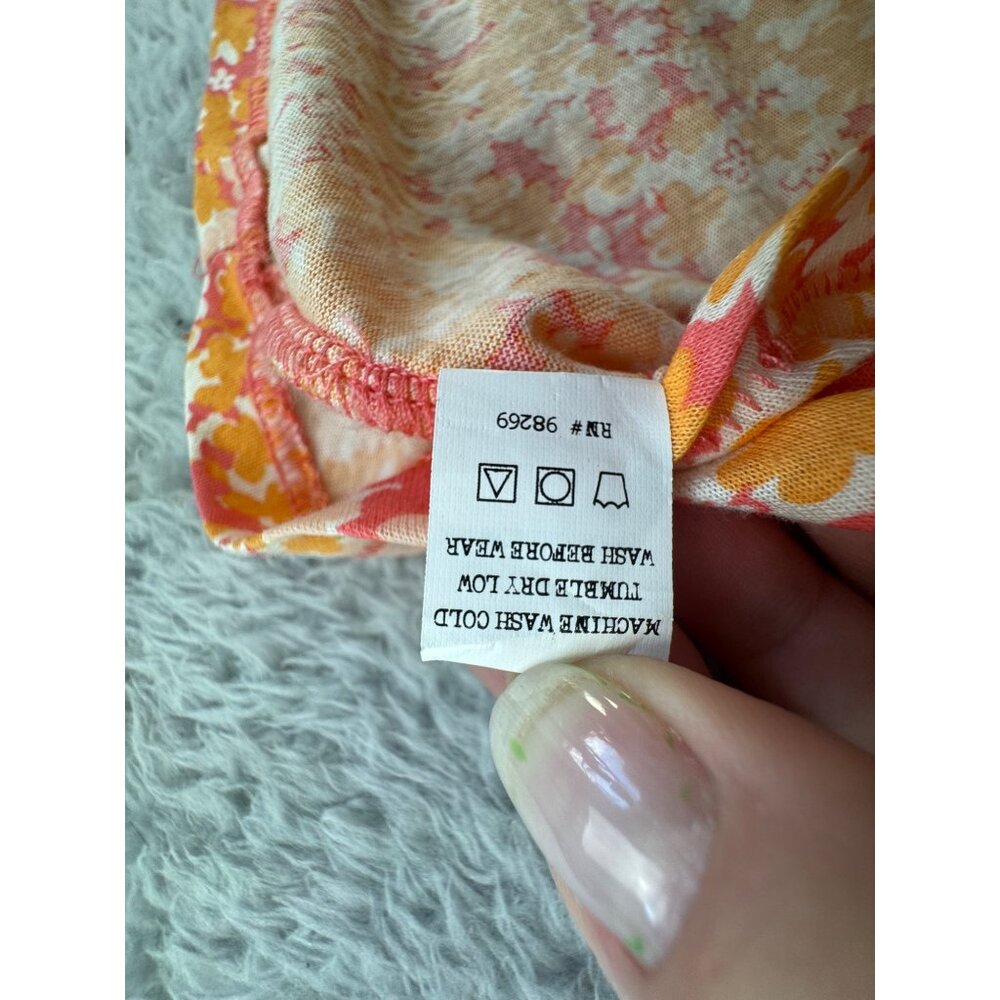 MACHINE WASH COLD
TUMBLE DRY LOW
WASH BEFORE WEAR
RN# 98269